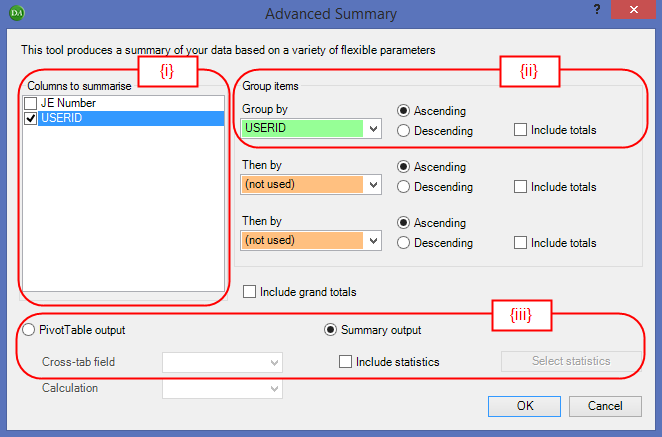 DA
Advanced Summary
?
This tool produces a summary of your data based on a variety of flexible parameters
{i}
{ii}
Columns to summarise
Group items
JE Number
USERID
Group by
USERID
Ascending
Descending
Include totals
Then by
(not used)
Ascending
Descending
Include totals
Then by
(not used)
Ascending
Descending
Include totals
Include grand totals
{iii}
PivotTable output
Summary output
Cross-tab field
Include statistics
Select statistics
Calculation
OK
Cancel